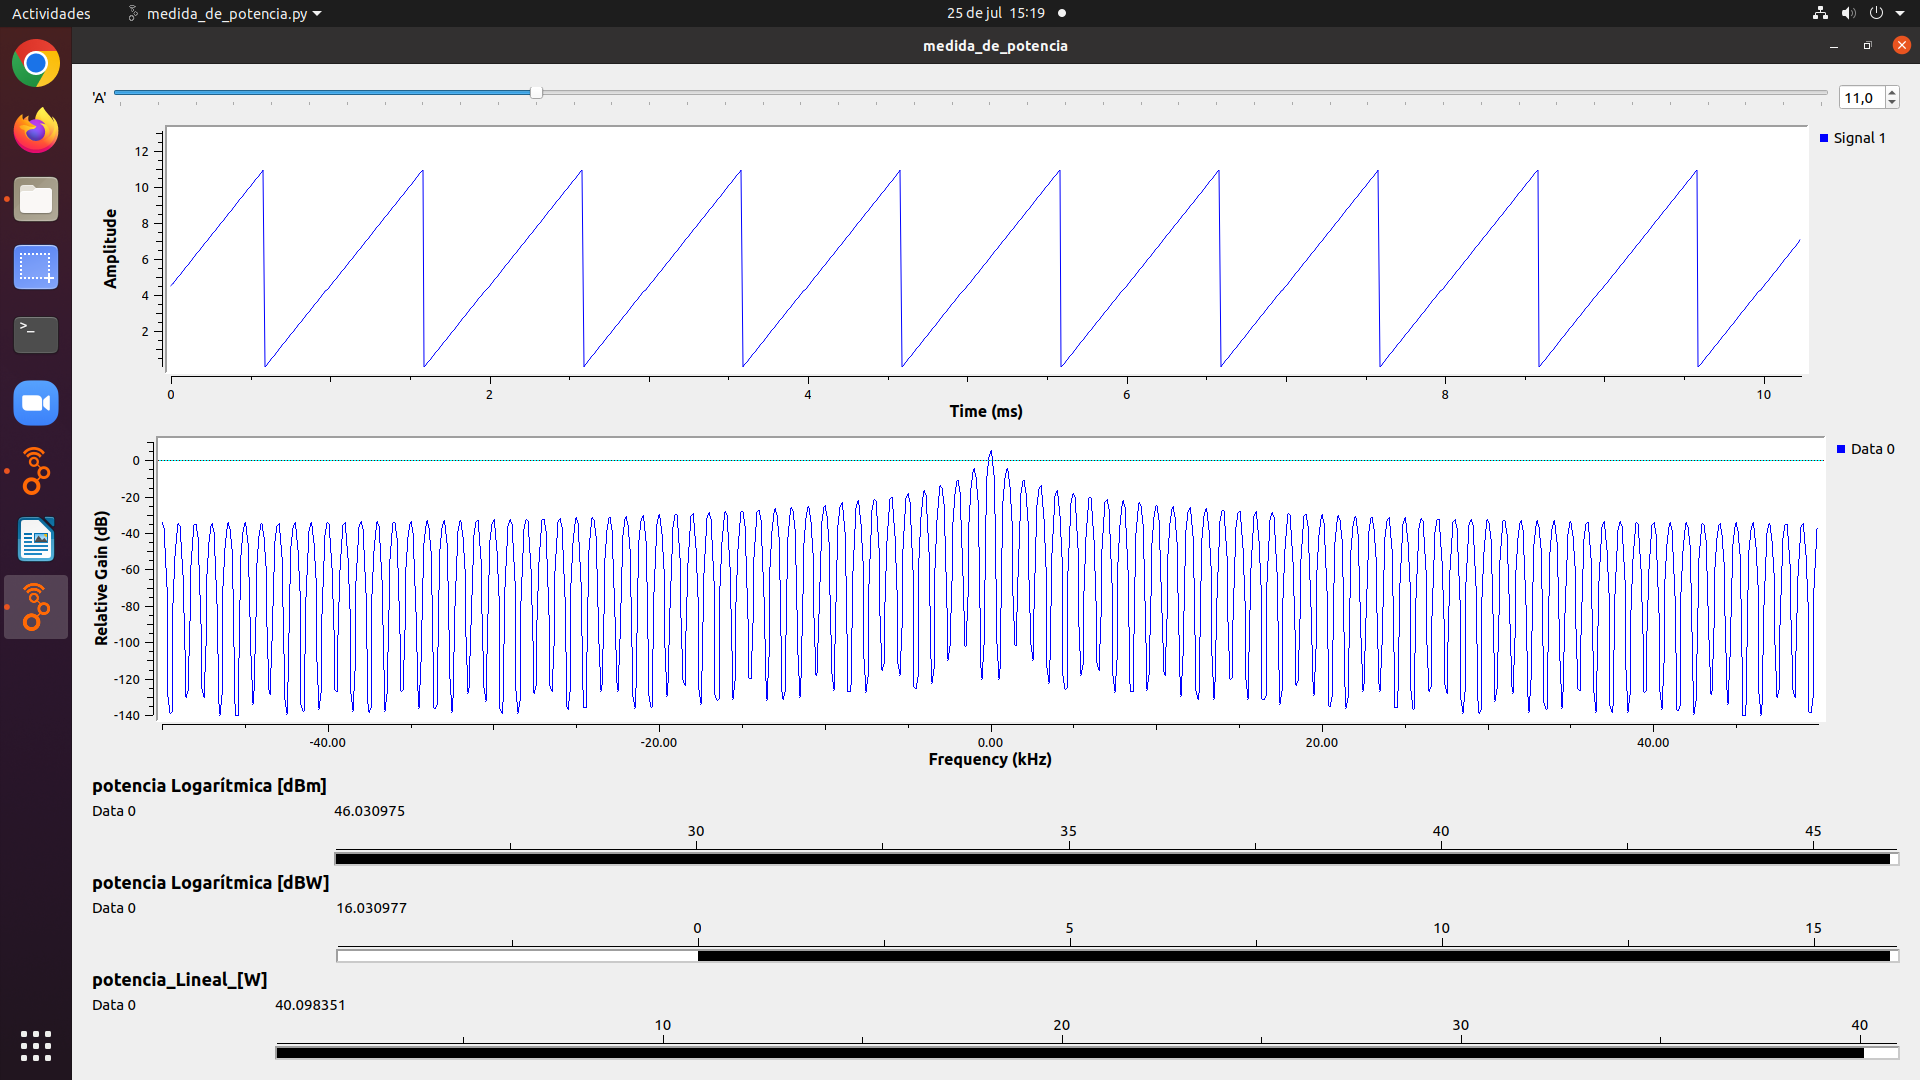 Actividades medida_de_potencia.py 25 de jul 15:19
medida_de_potencia
'A' 11,0
Signal 1
12
10
8
6
4
2
Amplitude
0 2 4 6 8 10
Time (ms)
Data 0
0
-20
-40
-60
-80
-100
-120
-140
Relative Gain (dB)
-40.00 -20.00 0.00 20.00 40.00
Frequency (kHz)
potencia Logarítmica [dBm]
Data 0 46.030975
30 35 40 45
potencia Logarítmica [dBW]
Data 0 16.030977
0 5 10 15
potencia_Lineal_[W]
Data 0 40.098351
10 20 30 40